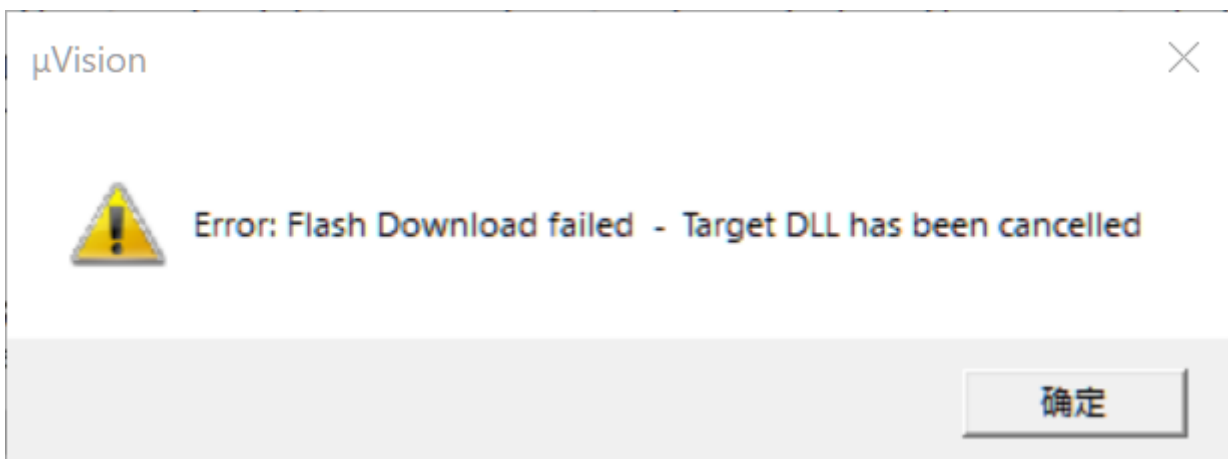 µVision
Error: Flash Download failed - Target DLL has been cancelled
确定